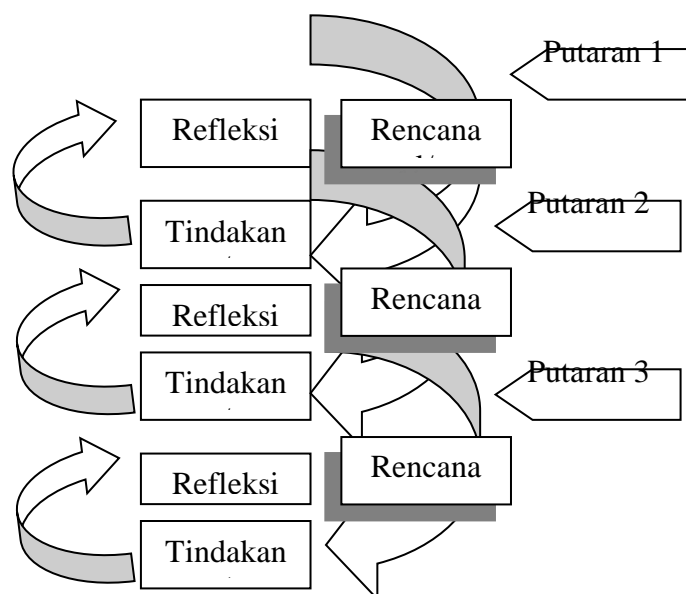 Putaran 1
Refleksi
Rencana
Tindakan
Putaran 2
Refleksi
Rencana
Tindakan
Putaran 3
Refleksi
Rencana
Tindakan